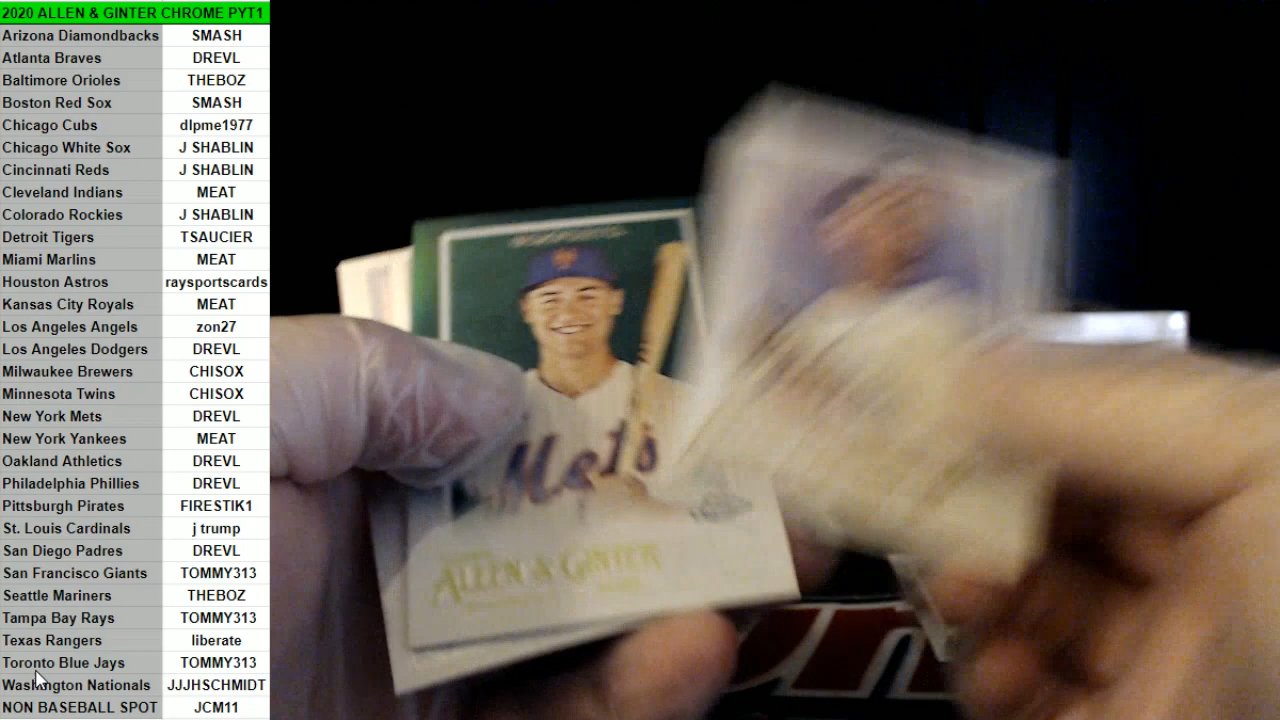 2020 ALLEN & GINTER CHROME PYT1
Arizona Diamondbacks SMASH
Atlanta Braves DREVL
Baltimore Orioles THEBOZ
Boston Red Sox SMASH
Chicago Cubs dlpme1977
Chicago White Sox J SHABLIN
Cincinnati Reds J SHABLIN
Cleveland Indians MEAT
Colorado Rockies J SHABLIN
Detroit Tigers TSAUCIER
Miami Marlins MEAT
Houston Astros raysportscards
Kansas City Royals MEAT
Los Angeles Angels zon27
Los Angeles Dodgers DREVL
Milwaukee Brewers CHISOX
Minnesota Twins CHISOX
New York Mets DREVL
New York Yankees MEAT
Oakland Athletics DREVL
Philadelphia Phillies DREVL
Pittsburgh Pirates FIRESTIK1
St. Louis Cardinals j trump
San Diego Padres DREVL
San Francisco Giants TOMMY313
Seattle Mariners THEBOZ
Tampa Bay Rays TOMMY313
Texas Rangers liberate
Toronto Blue Jays TOMMY313
Washington Nationals JJJHSCHMIDT
NON BASEBALL SPOT JCM11
Mets
ALLEN & GINTER